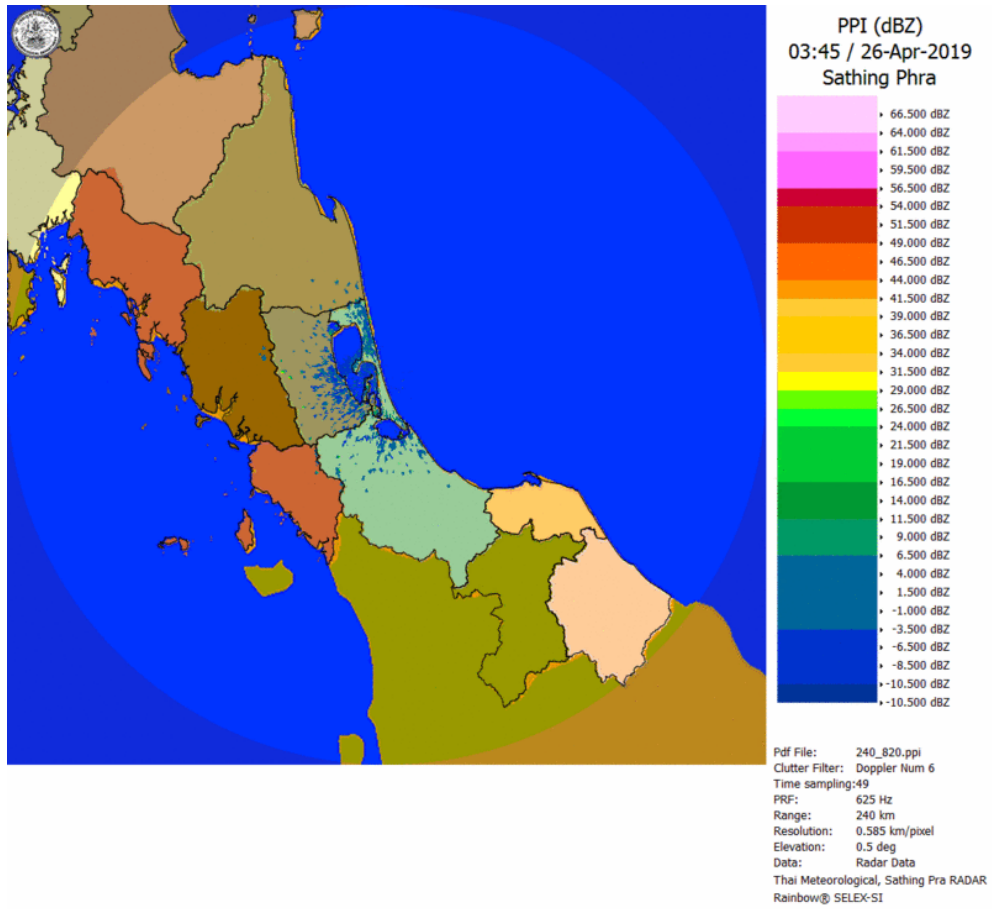 PPI (dBZ)
03:45 / 26-Apr-2019
Sathing Phra
66.500 dBZ
64.000 dBZ
61.500 dBZ
59.500 dBZ
56.500 dBZ
54.000 dBZ
51.500 dBZ
49.000 dBZ
46.500 dBZ
44.000 dBZ
41.500 dBZ
39.000 dBZ
36.500 dBZ
34.000 dBZ
31.500 dBZ
29.000 dBZ
26.500 dBZ
24.000 dBZ
21.500 dBZ
19.000 dBZ
16.500 dBZ
14.000 dBZ
11.500 dBZ
9.000 dBZ
6.500 dBZ
4.000 dBZ
1.500 dBZ
-1.000 dBZ
-3.500 dBZ
-6.500 dBZ
-8.500 dBZ
-10.500 dBZ
-10.500 dBZ
Pdf File: 240_820.ppi
Clutter Filter: Doppler Num 6
Time sampling:49
PRF: 625 Hz
Range: 240 km
Resolution: 0.585 km/pixel
Elevation: 0.5 deg
Data: Radar Data
Thai Meteorological, Sathing Pra RADAR
Rainbow® SELEX-SI